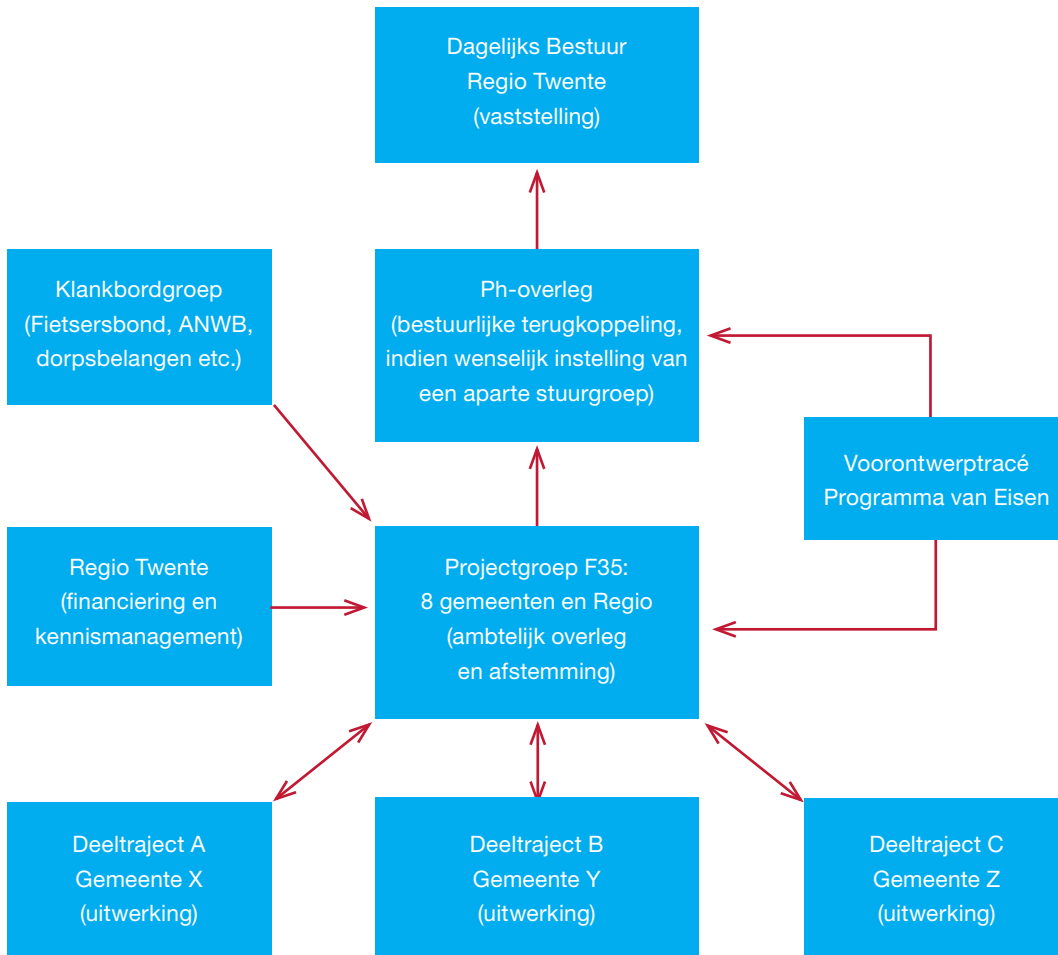 Dagelijks Bestuur
Regio Twente
(vaststelling)
Klankbordgroep
(Fietsersbond, ANWB,
dorpsbelangen etc.)
Ph-overleg
(bestuurlijke terugkoppeling,
indien wenselijk instelling van
een aparte stuurgroep)
Voorontwerptracé
Programma van Eisen
Regio Twente
(financiering en
kennismanagement)
Projectgroep F35:
8 gemeenten en Regio
(ambtelijk overleg
en afstemming)
Deeltraject A
Gemeente X
(uitwerking)
Deeltraject B
Gemeente Y
(uitwerking)
Deeltraject C
Gemeente Z
(uitwerking)